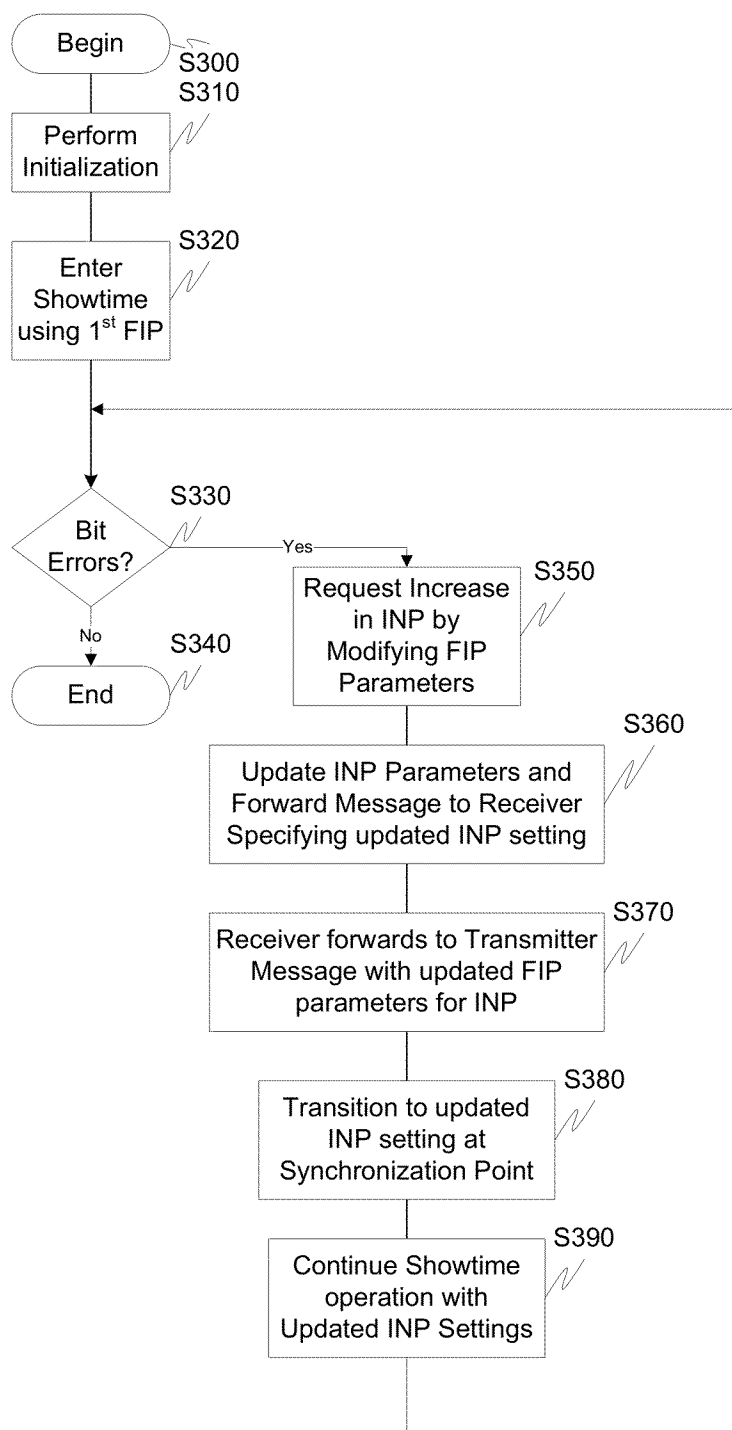 Begin
S300
S310
Perform
Initialization
S320
Enter
Showtime
using 1st FIP
S330
Bit
Errors?
Yes
No
S340
End
S350
Request Increase
in INP by
Modifying FIP
Parameters
S360
Update INP Parameters and
Forward Message to Receiver
Specifying updated INP setting
S370
Receiver forwards to Transmitter
Message with updated FIP
parameters for INP
S380
Transition to updated
INP setting at
Synchronization Point
S390
Continue Showtime
operation with
Updated INP Settings